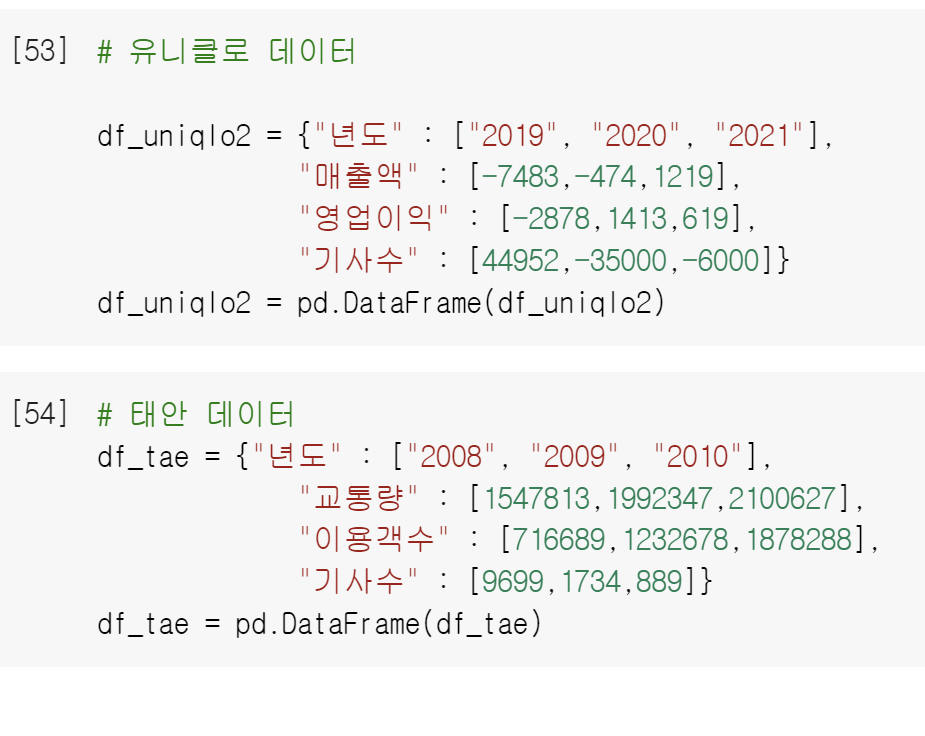 [53] # 유니클로 데이터
df_uniqlo2 = {"년도" : ["2019", "2020", "2021"],
"매출액" : [-7483,-474,1219],
"영업이익" : [-2878,1413,619],
"기사수" : [44952,-35000,-6000]}
df_uniqlo2 = pd.DataFrame(df_uniqlo2)
[54] # 태안 데이터
df_tae = {"년도" : ["2008", "2009", "2010"],
"교통량" : [1547813,1992347,2100627],
"이용객수" : [716689,1232678,1878288],
"기사수" : [9699,1734,889]}
df_tae = pd.DataFrame(df_tae)